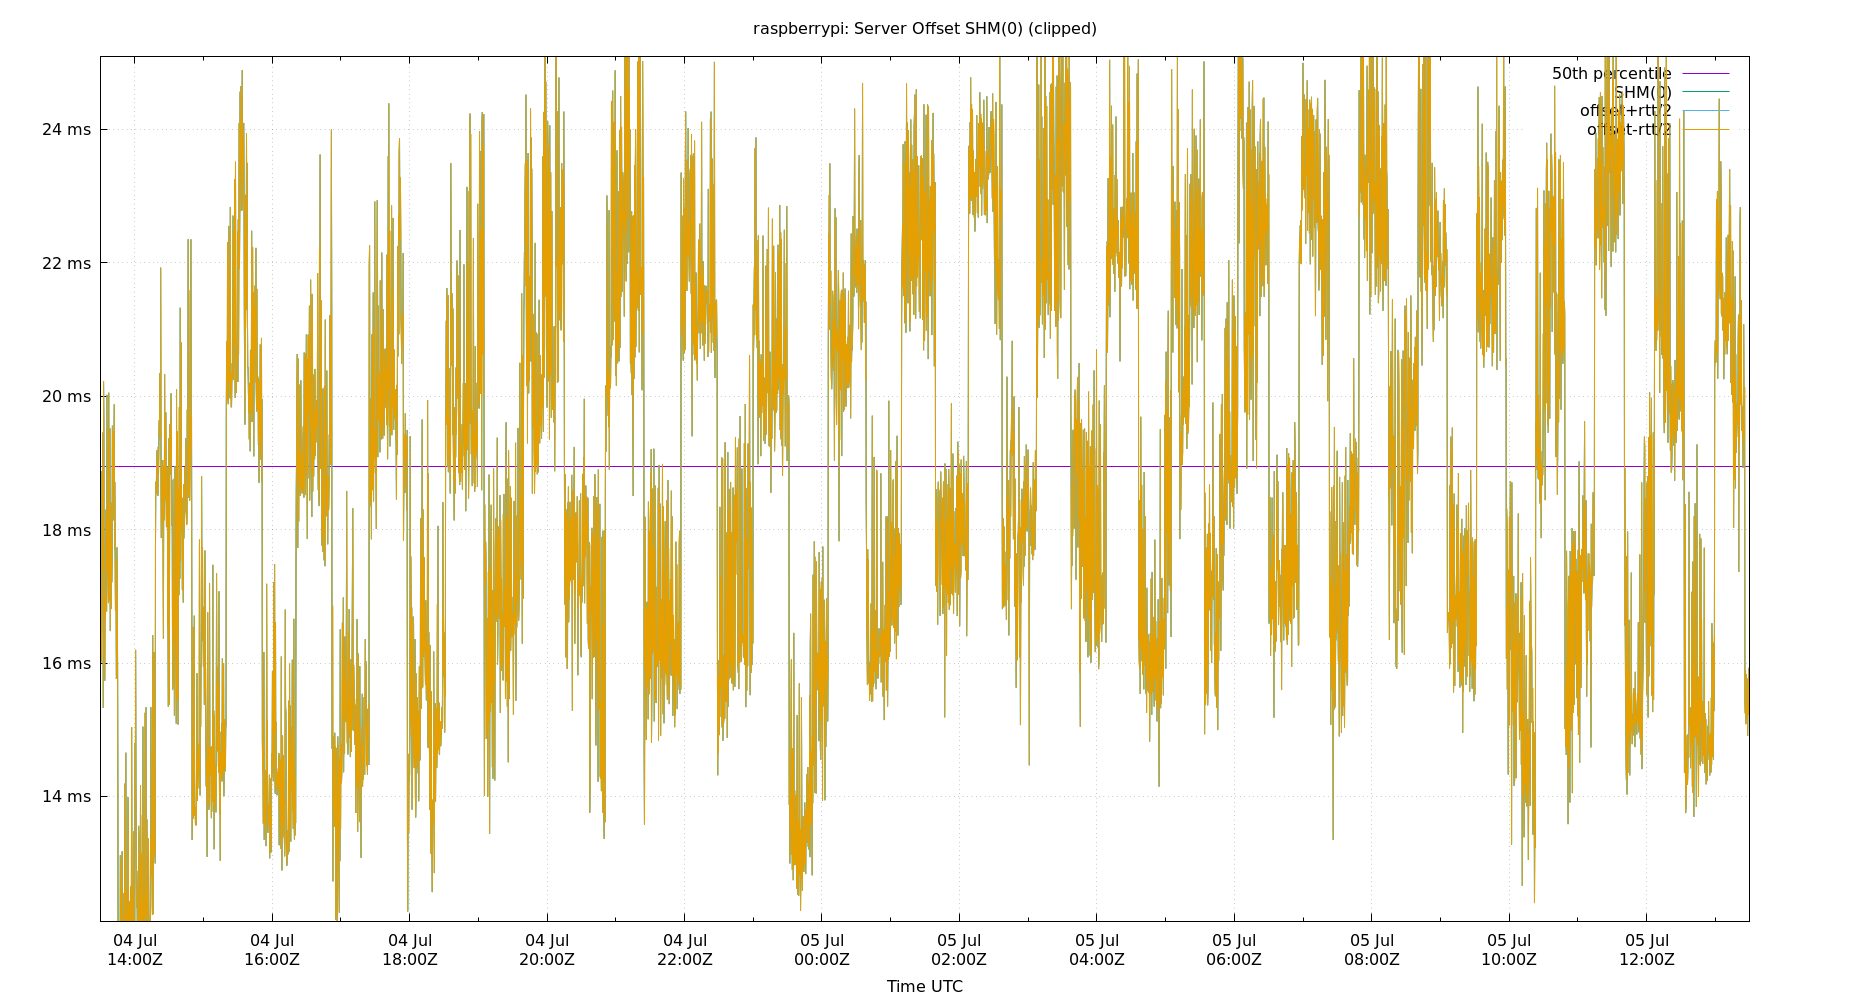 raspberrypi: Server Offset SHM(0) (clipped)
50th percentile
SHM(0)
offset+rtt/2
offset-rtt/2
24 ms
22 ms
20 ms
18 ms
16 ms
14 ms
04 Jul 04 Jul 04 Jul 04 Jul 04 Jul 05 Jul 05 Jul 05 Jul 05 Jul 05 Jul 05 Jul 05 Jul
14:00Z 16:00Z 18:00Z 20:00Z 22:00Z 00:00Z 02:00Z 04:00Z 06:00Z 08:00Z 10:00Z 12:00Z
Time UTC